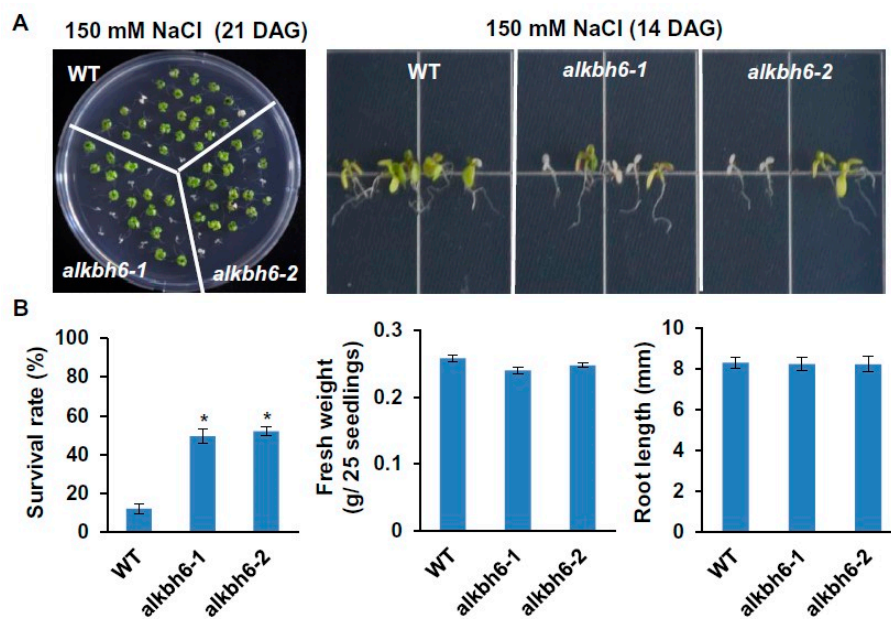 A
150 mM NaCl (21 DAG)
150 mM NaCl (14 DAG)
WT
alkbh6-1
alkbh6-2
WT
alkbh6-1
alkbh6-2
B
Survival rate (%)
100
80
60
40
20
0
*
*
WT
alkbh6-1
alkbh6-2
Fresh weight
(g/ 25 seedlings)
0.3
0.2
0.1
0
WT
alkbh6-1
alkbh6-2
Root length (mm)
10
8
6
4
2
0
WT
alkbh6-1
alkbh6-2